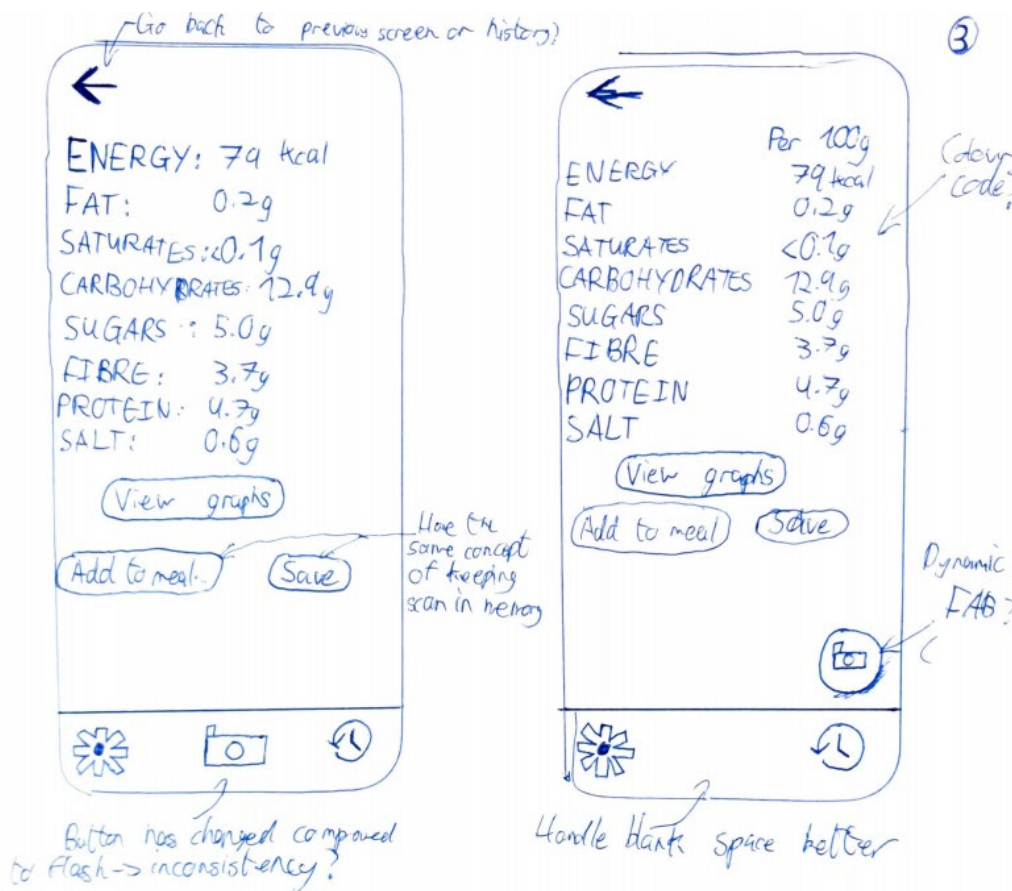 Go back to previous screen or history?
③
ENERGY: 79 kcal
FAT: 0.2g
SATURATES: <0.1g
CARBOHYDRATES: 12.9g
SUGARS : 5.0g
FIBRE: 3.7g
PROTEIN: 4.7g
SALT: 0.6g
View graphs
Add to meal..
Save
Have the
same concept
of keeping
scan in memory
Button has changed compared
to flash -> inconsistency?
Per 100g
ENERGY 79 kcal
FAT 0.2g
SATURATES <0.1g
CARBOHYDRATES 12.9g
SUGARS 5.0g
FIBRE 3.7g
PROTEIN 4.7g
SALT 0.6g
View graphs
Add to meal
Save
Colour
code?
Dynamic
FAB?
Handle blank space better